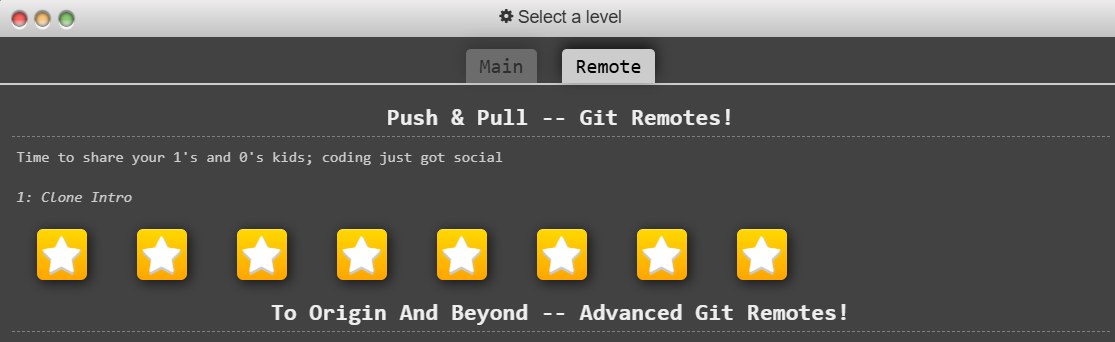 Select a level
Main Remote
Push & Pull -- Git Remotes!
Time to share your 1's and 0's kids; coding just got social
1: Clone Intro
To Origin And Beyond -- Advanced Git Remotes!